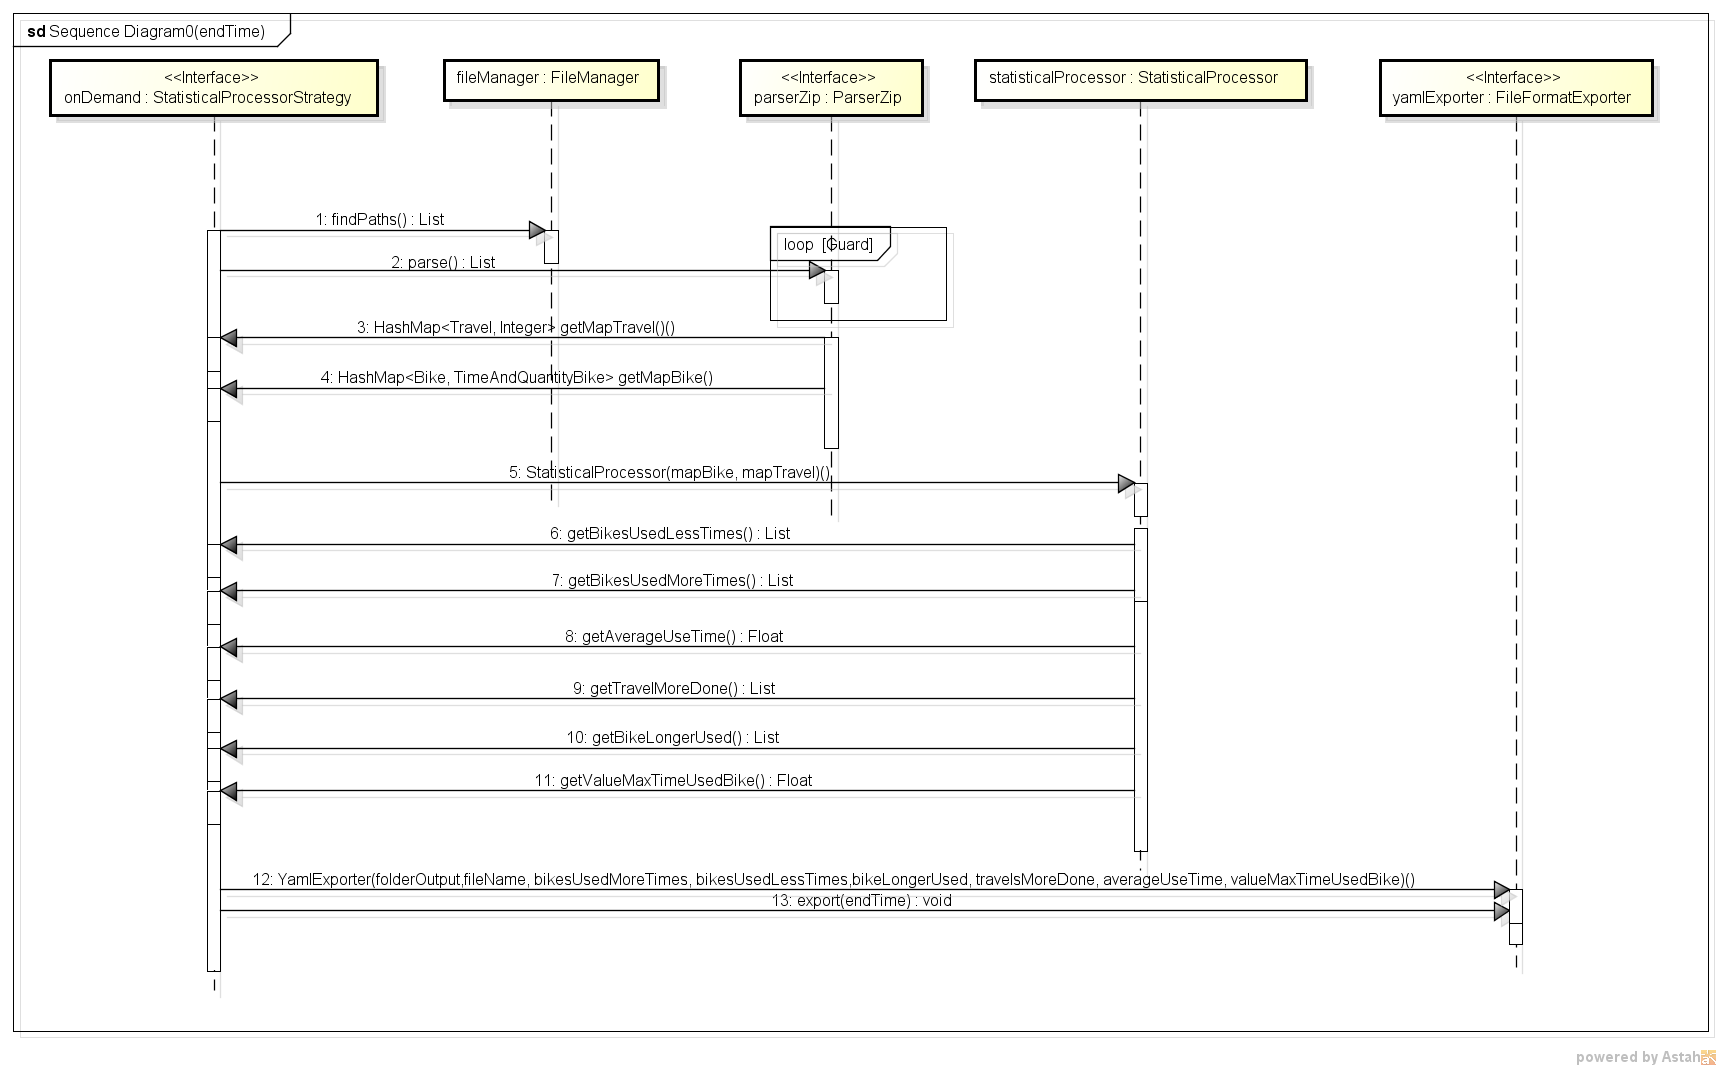 sd Sequence Diagram0(endTime)
<<Interface>>
onDemand : StatisticalProcessorStrategy
fileManager : FileManager
<<Interface>>
parserZip : ParserZip
statisticalProcessor : StatisticalProcessor
<<Interface>>
yamlExporter : FileFormatExporter
1: findPaths() : List
loop [Guard]
2: parse() : List
3: HashMap<Travel, Integer> getMapTravel()()
4: HashMap<Bike, TimeAndQuantityBike> getMapBike()
5: StatisticalProcessor(mapBike, mapTravel)()
6: getBikesUsedLessTimes() : List
7: getBikesUsedMoreTimes() : List
8: getAverageUseTime() : Float
9: getTravelMoreDone() : List
10: getBikeLongerUsed() : List
11: getValueMaxTimeUsedBike() : Float
12: YamlExporter(folderOutput,fileName, bikesUsedMoreTimes, bikesUsedLessTimes,bikeLongerUsed, travelsMoreDone, averageUseTime, valueMaxTimeUsedBike)()
13: export(endTime) : void
powered by Astah